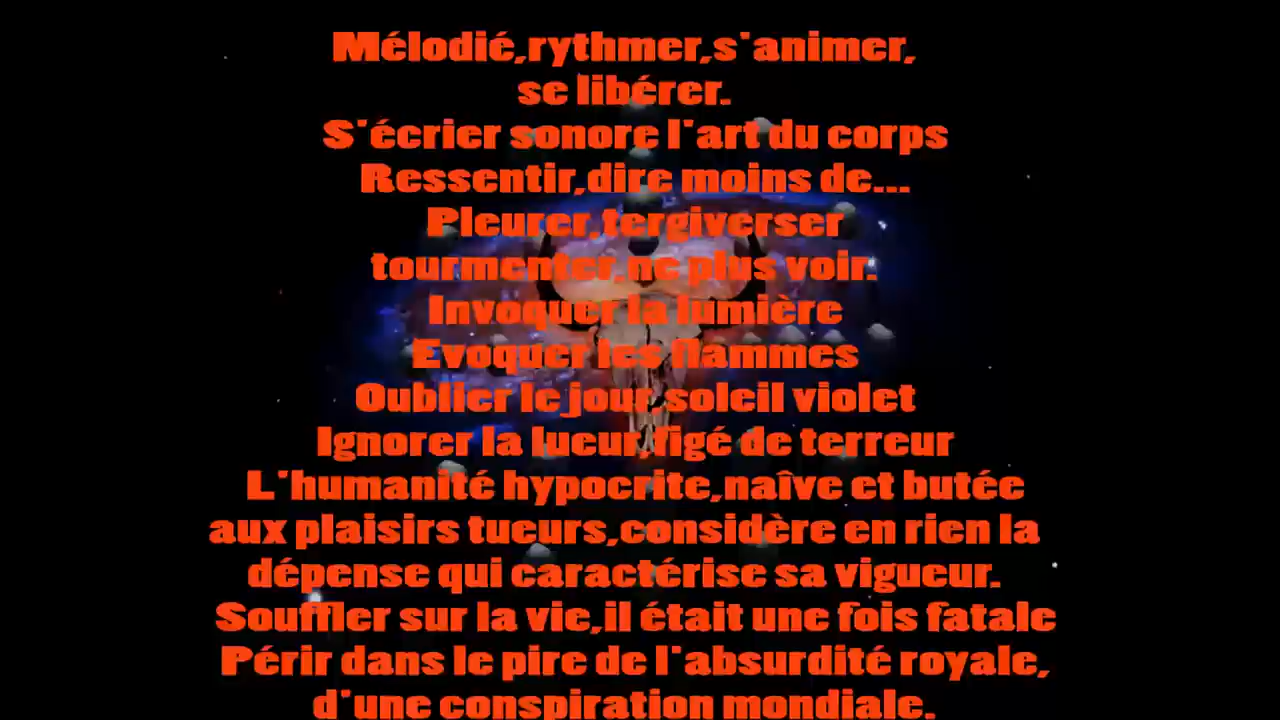 Mélodié,rythmer,s'animer,
se libérer.
S'écrier sonore l'art du corps
Ressentir,dire moins de...
Pleurer,tergiverser
tourmenter,ne plus voir.
Invoquer la lumière
Evoquer les flammes
Oublier le jour,soleil violet
Ignorer la lueur,figé de terreur
L'humanité hypocrite,naîve et butée
aux plaisirs tueurs,considère en rien la
dépense qui caractérise sa vigueur.
Souffler sur la vie,il était une fois fatale
Périr dans le pire de l'absurdité royale,
d'une conspiration mondiale.